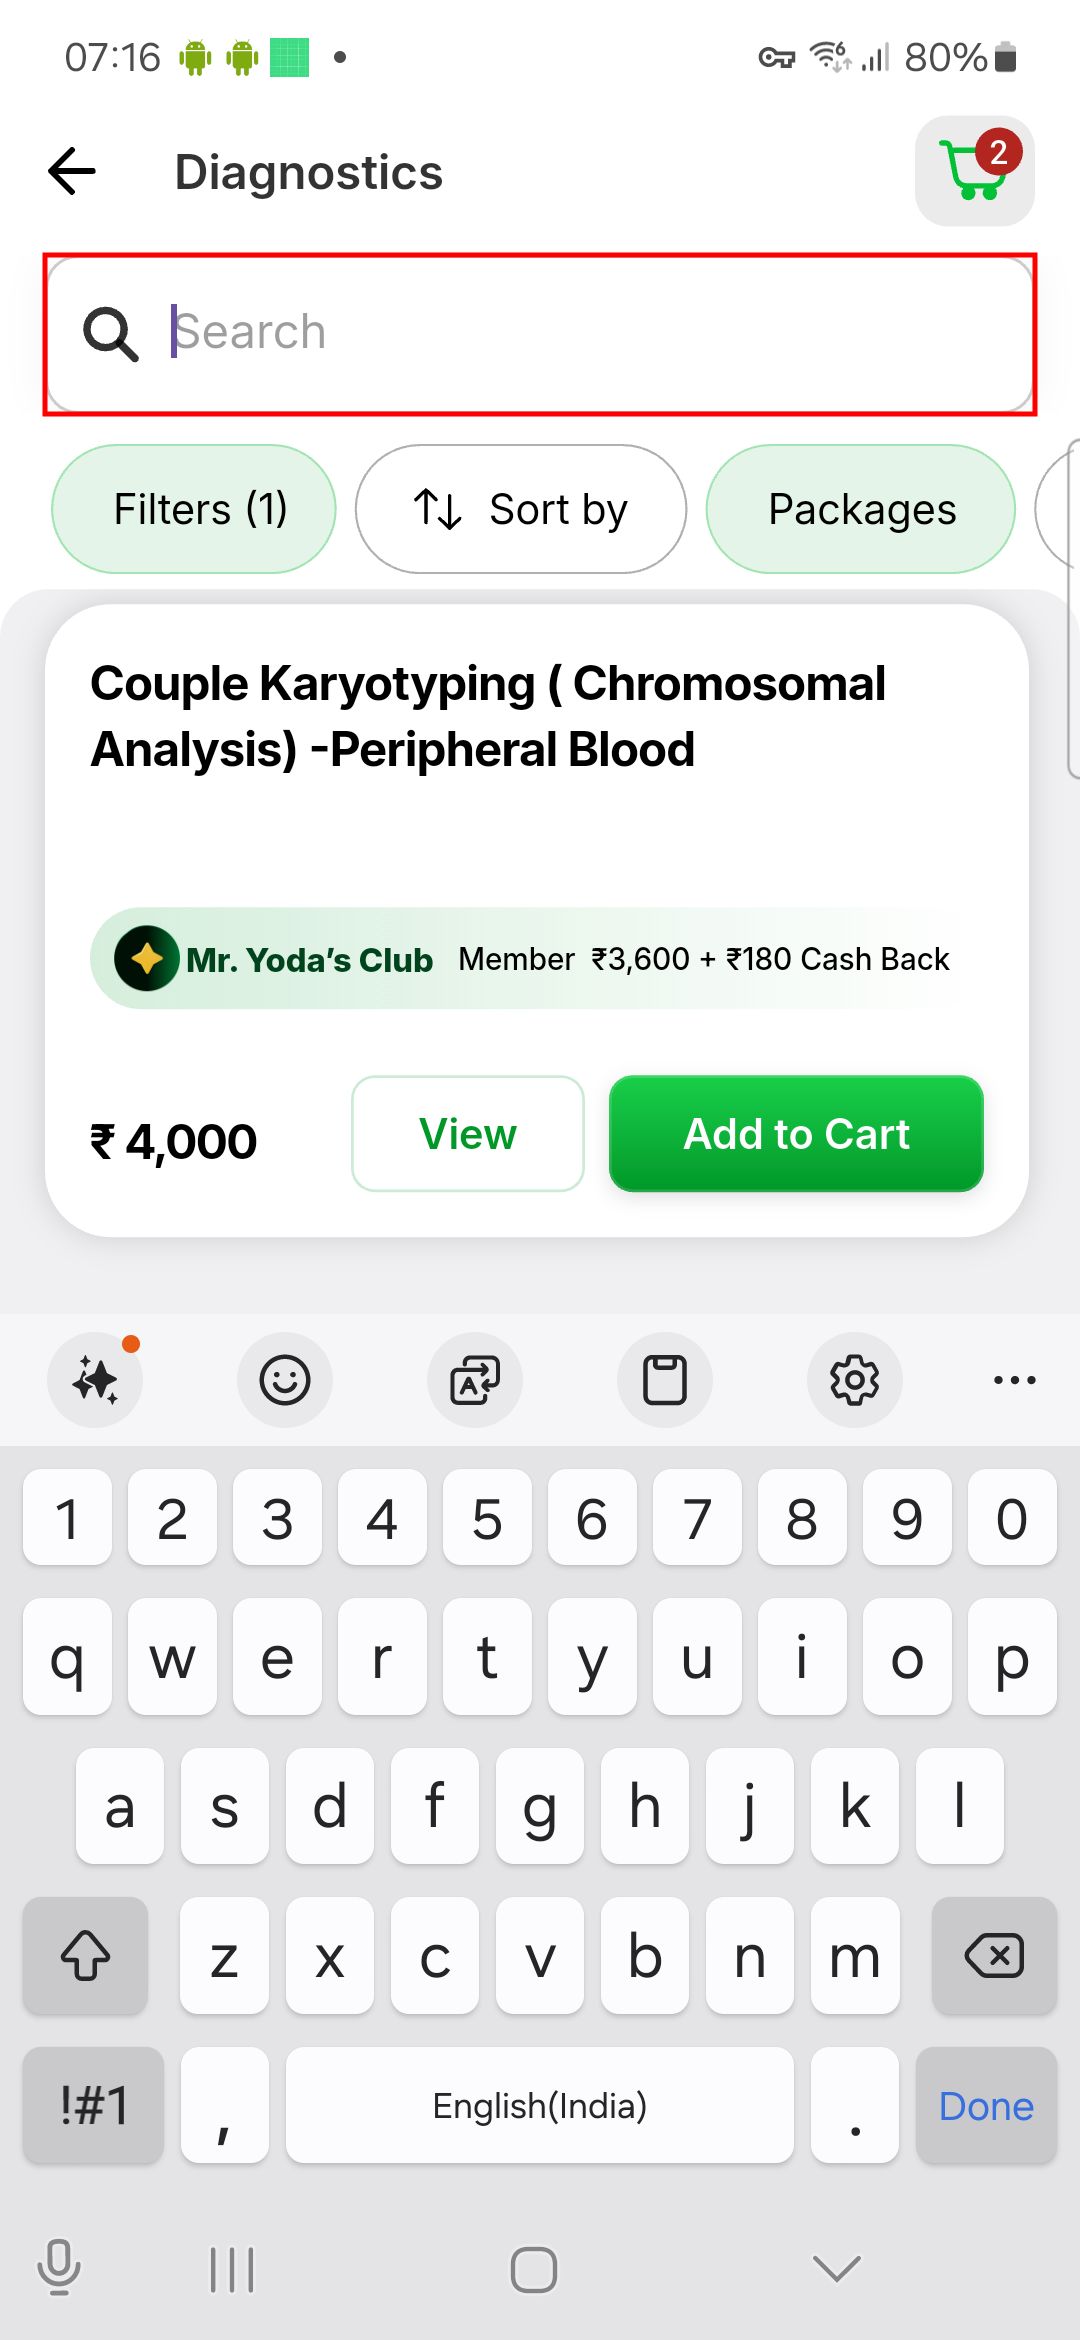 07:16
80%
Diagnostics
2
Search
Filters (1)
Sort by
Packages
Couple Karyotyping ( Chromosomal
Analysis) -Peripheral Blood
Mr. Yoda’s Club Member ₹3,600 + ₹180 Cash Back
₹ 4,000
View
Add to Cart
1 2 3 4 5 6 7 8 9 0
q w e r t y u i o p
a s d f g h j k l
z x c v b n m
!#1 , English(India) . Done